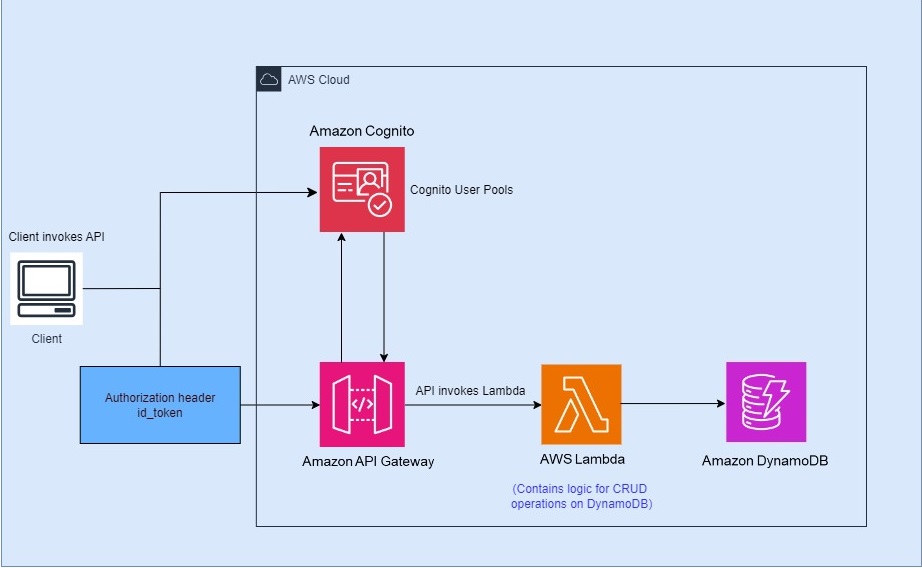 AWS Cloud
Amazon Cognito
Cognito User Pools
Client invokes API
Client
Authorization header
id_token
API invokes Lambda
Amazon API Gateway
AWS Lambda
Amazon DynamoDB
(Contains logic for CRUD
operations on DynamoDB)